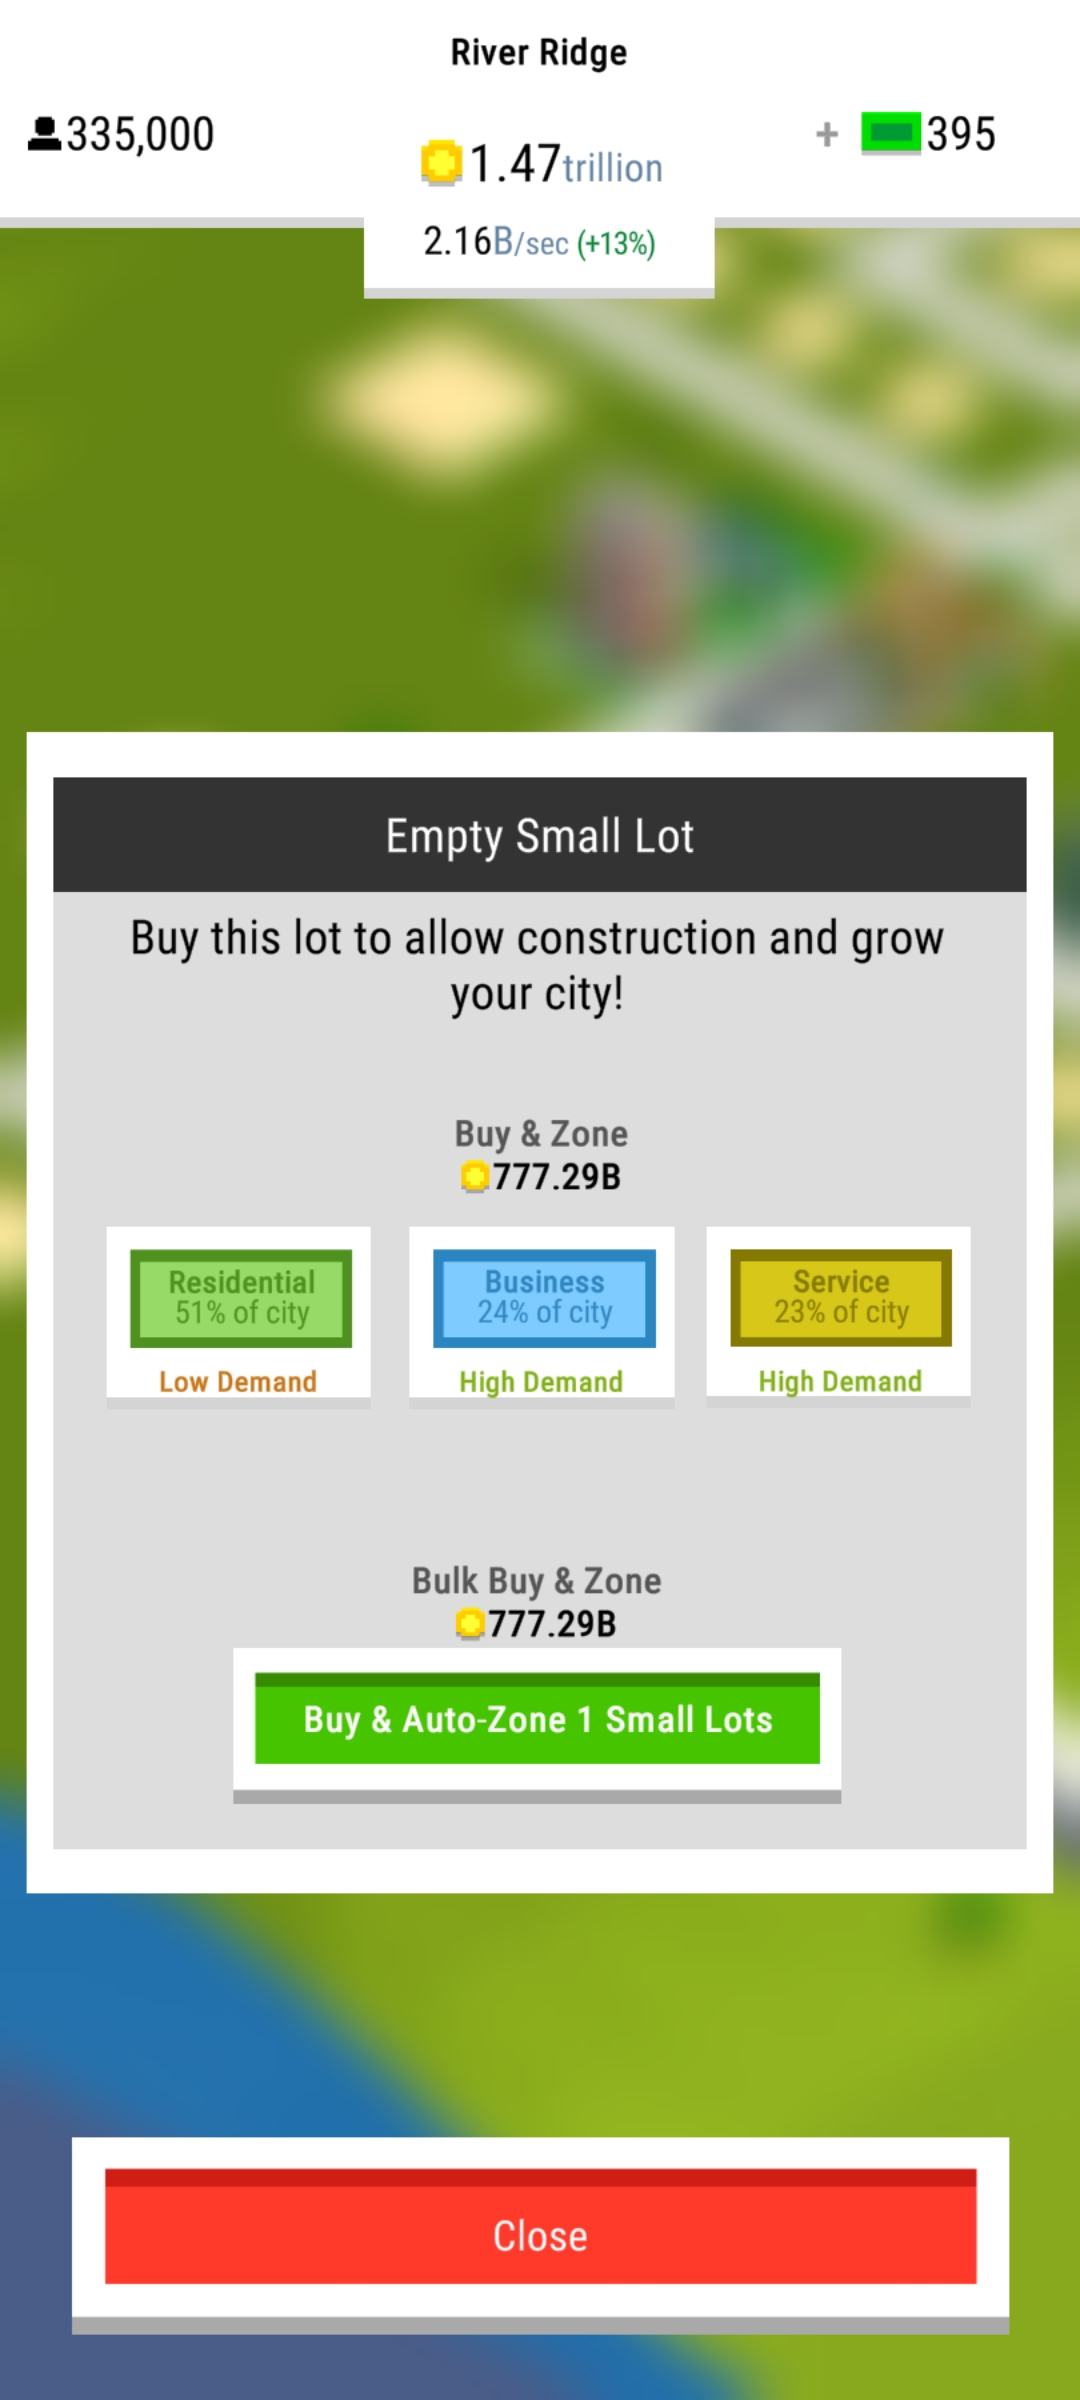 River Ridge
335,000
1.47trillion
+ 395
2.16B/sec (+13%)
Empty Small Lot
Buy this lot to allow construction and grow
your city!
Buy & Zone
777.29B
Residential
51% of city
Low Demand
Business
24% of city
High Demand
Service
23% of city
High Demand
Bulk Buy & Zone
777.29B
Buy & Auto-Zone 1 Small Lots
Close